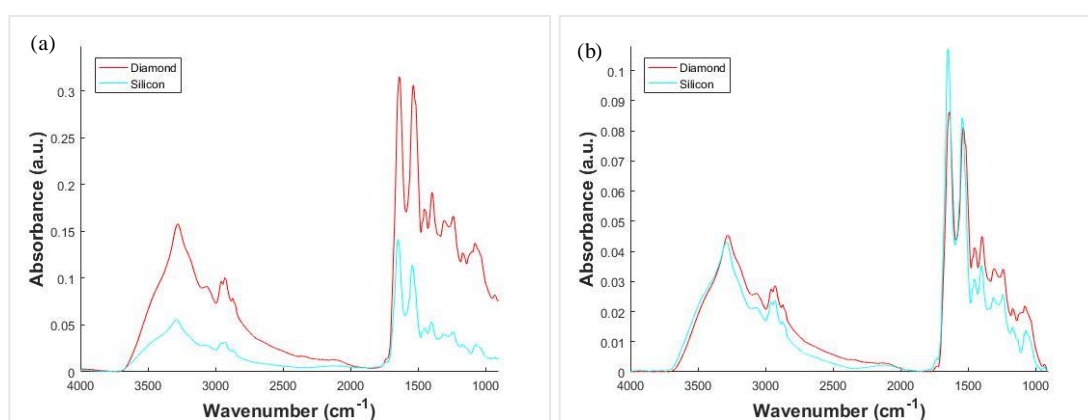 (a)
Diamond
Silicon
Absorbance (a.u.)
0.3
0.25
0.2
0.15
0.1
0.05
0
4000 3500 3000 2500 2000 1500 1000
Wavenumber (cm⁻¹)
(b)
Diamond
Silicon
Absorbance (a.u.)
0.1
0.09
0.08
0.07
0.06
0.05
0.04
0.03
0.02
0.01
0
4000 3500 3000 2500 2000 1500 1000
Wavenumber (cm⁻¹)